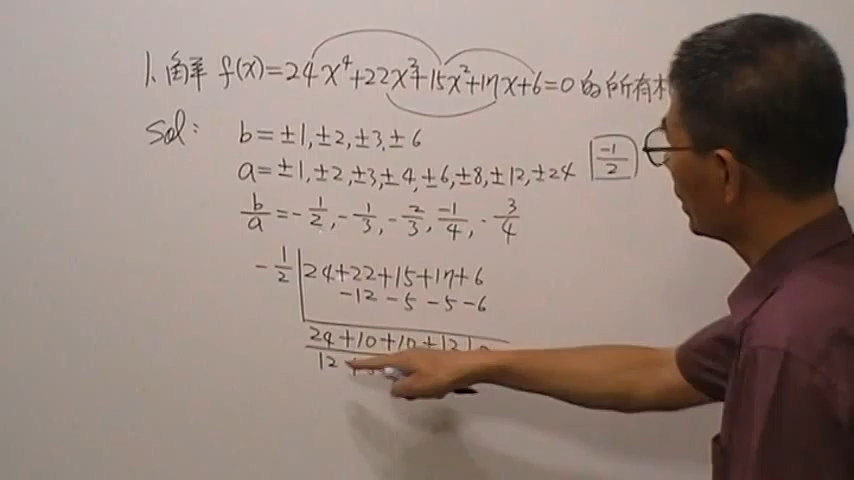 1. 解 f(x)=24x⁴+22x³+15x²+17x+6=0 的所有
Sol: b=±1,±2,±3,±6
a=±1,±2,±3,±4,±6,±8,±12,±24
-1/2
b/a=-1/2,-1/3,-2/3,-1/4,-3/4
-1/2 | 24+22+15+17+6
-12-5-5-6
24+10+10+12
12